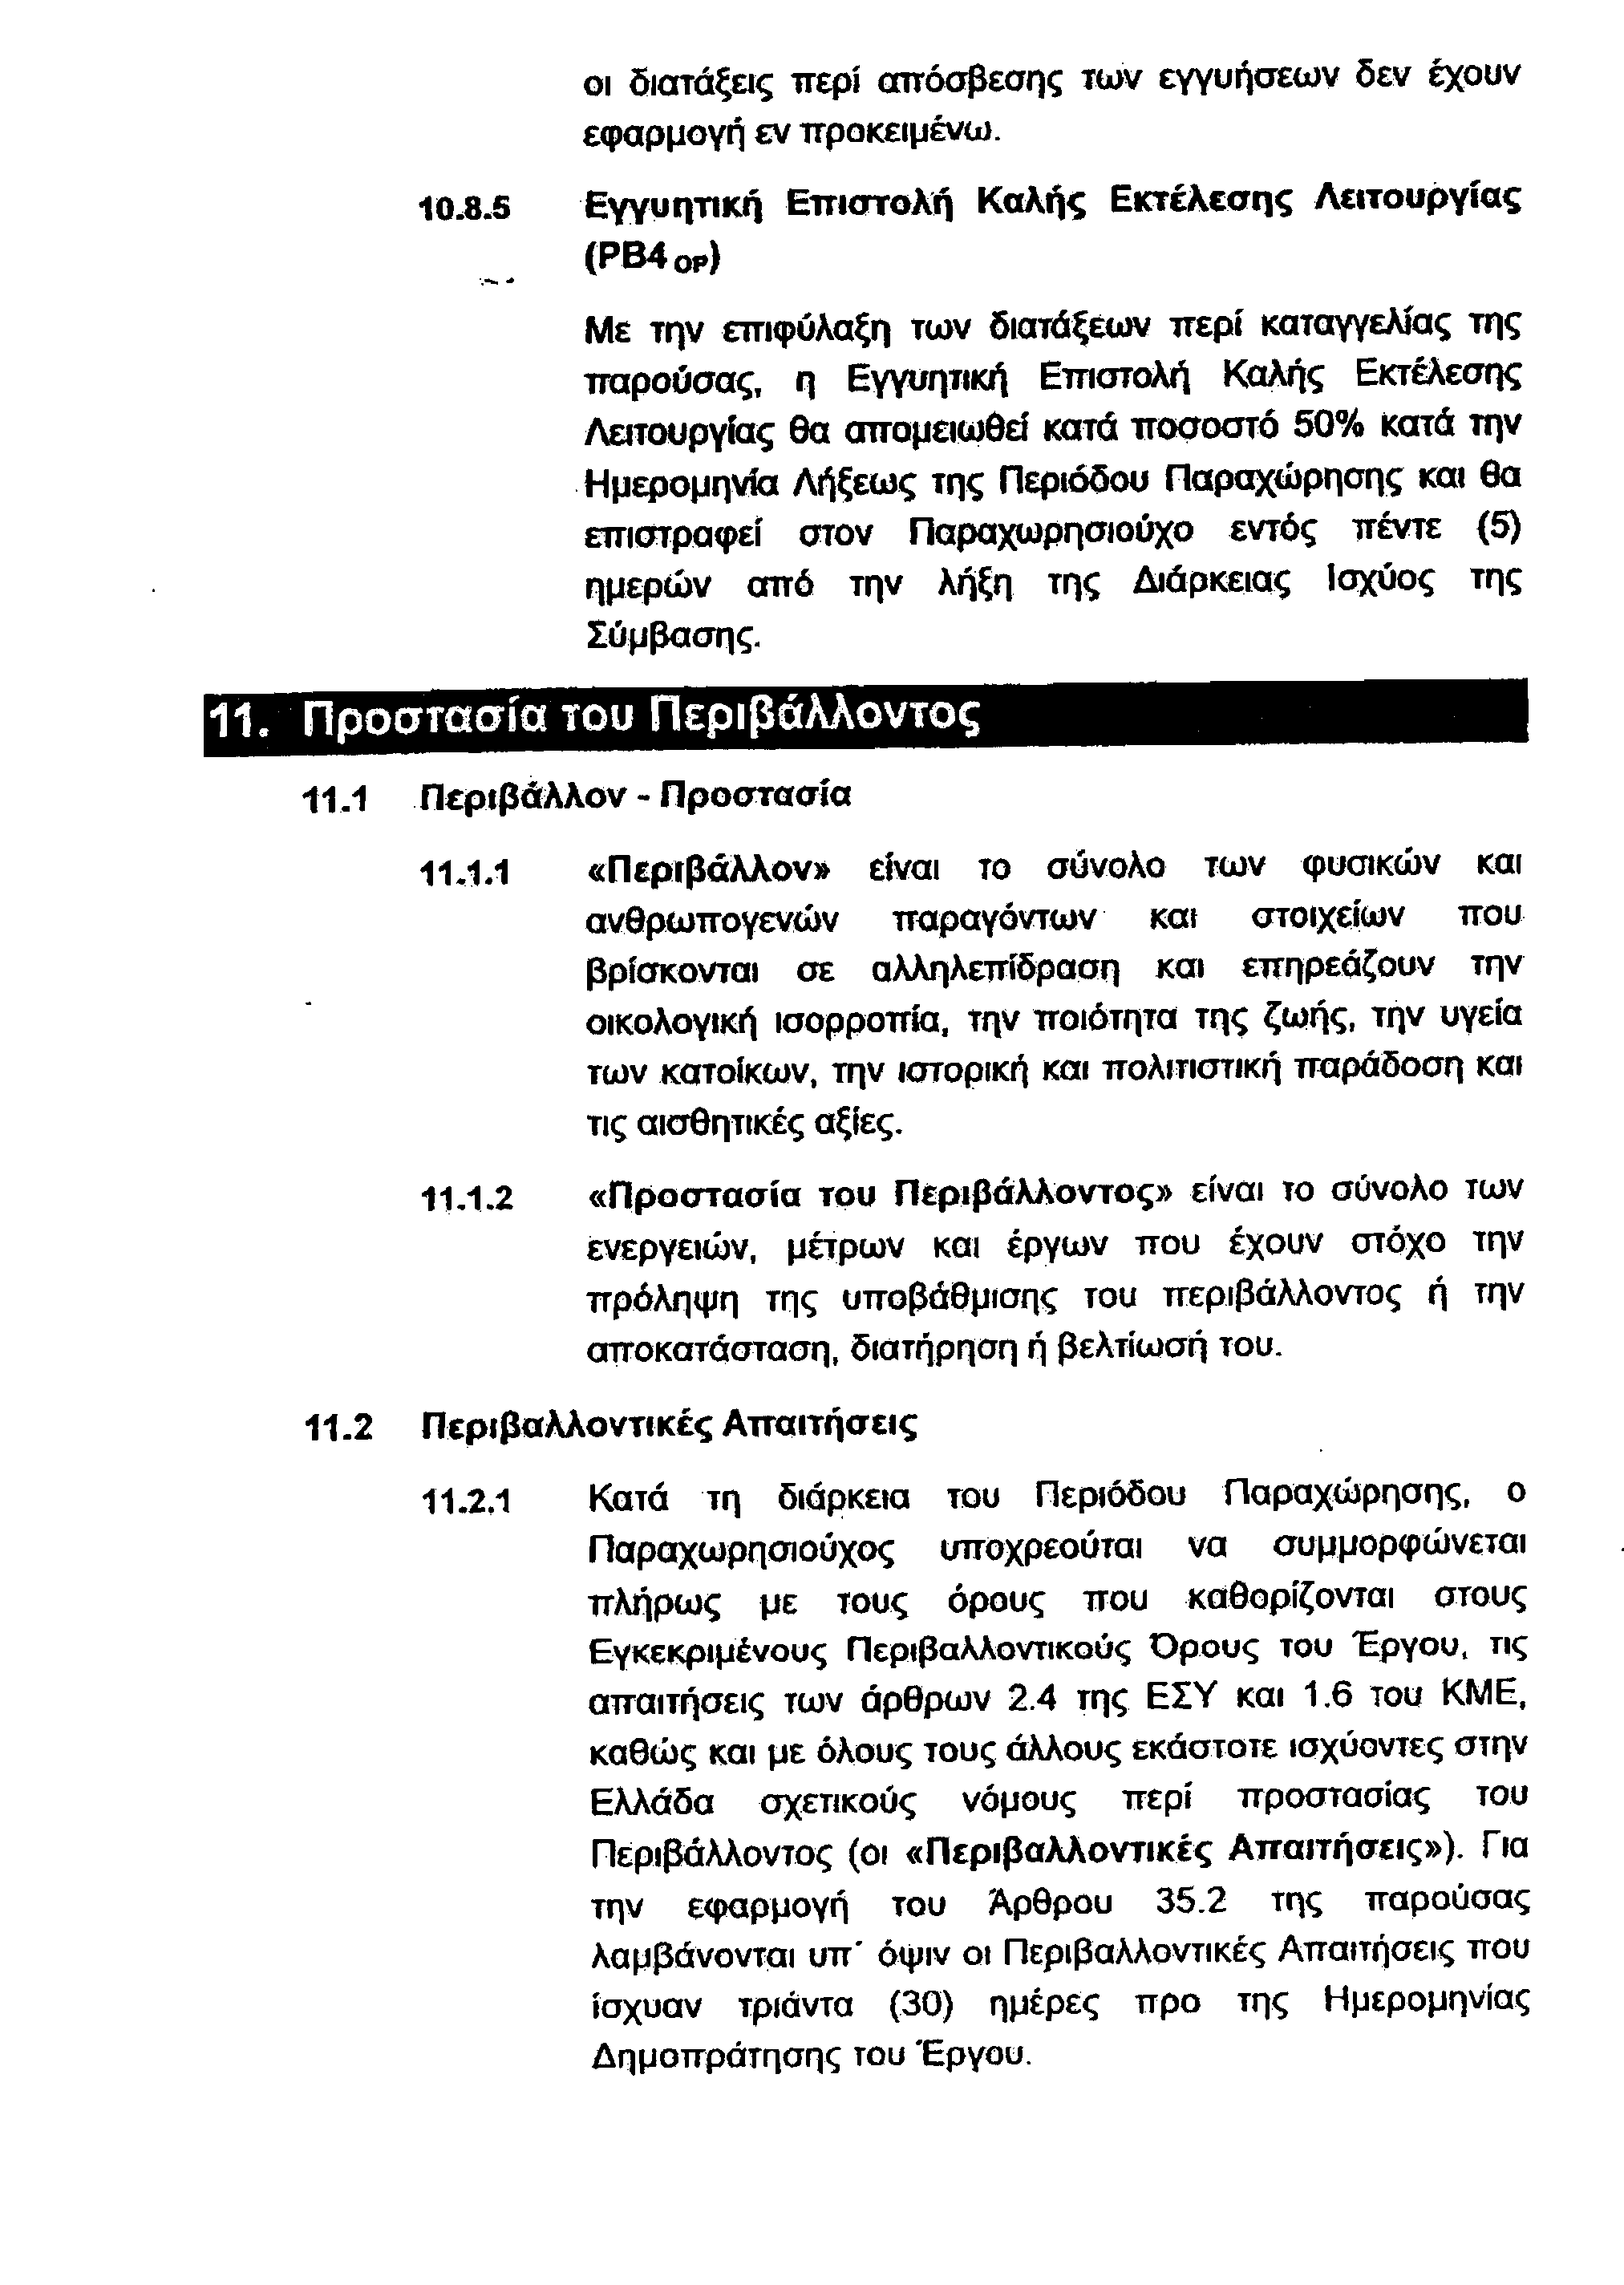 οι διατάξεις περί απόσβεσης των εγγυήσεων δεν έχουν
εφαρμογή εν προκειμένω.
10.8.5 Εγγυητική Επιστολή Καλής Εκτέλεσης Λειτουργίας
(PB4 OP)
Με την επιφύλαξη των διατάξεων περί καταγγελίας της
παρούσας, η Εγγυητική Επιστολή Καλής Εκτέλεσης
Λειτουργίας θα απομειωθεί κατά ποσοστό 50% κατά την
Ημερομηνία Λήξεως της Περιόδου Παραχώρησης και θα
επιστραφεί στον Παραχωρησιούχο εντός πέντε (5)
ημερών από την λήξη της Διάρκειας Ισχύος της
Σύμβασης.
11. Προστασία του Περιβάλλοντος
11.1 Περιβάλλον - Προστασία
11.1.1 «Περιβάλλον» είναι το σύνολο των φυσικών και
ανθρωπογενών παραγόντων και στοιχείων που
βρίσκονται σε αλληλεπίδραση και επηρεάζουν την
οικολογική ισορροπία, την ποιότητα της ζωής, την υγεία
των κατοίκων, την ιστορική και πολιτιστική παράδοση και
τις αισθητικές αξίες.
11.1.2 «Προστασία του Περιβάλλοντος» είναι το σύνολο των
ενεργειών, μέτρων και έργων που έχουν στόχο την
πρόληψη της υποβάθμισης του περιβάλλοντος ή την
αποκατάσταση, διατήρηση ή βελτίωσή του.
11.2 Περιβαλλοντικές Απαιτήσεις
11.2.1 Κατά τη διάρκεια του Περιόδου Παραχώρησης, ο
Παραχωρησιούχος υποχρεούται να συμμορφώνεται
πλήρως με τους όρους που καθορίζονται στους
Εγκεκριμένους Περιβαλλοντικούς Όρους του Έργου, τις
απαιτήσεις των άρθρων 2.4 της ΕΣΥ και 1.6 του ΚΜΕ,
καθώς και με όλους τους άλλους εκάστοτε ισχύοντες στην
Ελλάδα σχετικούς νόμους περί προστασίας του
Περιβάλλοντος (οι «Περιβαλλοντικές Απαιτήσεις»). Για
την εφαρμογή του Άρθρου 35.2 της παρούσας
λαμβάνονται υπ΄ όψιν οι Περιβαλλοντικές Απαιτήσεις που
ίσχυαν τριάντα (30) ημέρες προ της Ημερομηνίας
Δημοπράτησης του Έργου.